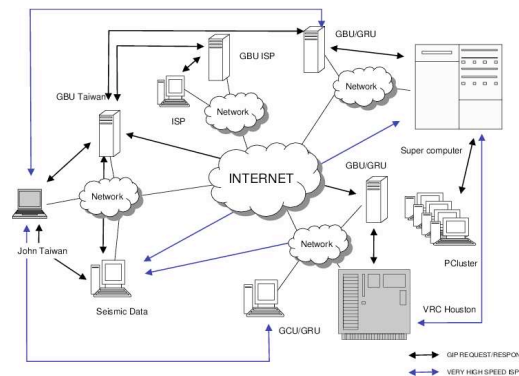 GBU/GRU
GBU ISP
GBU Taiwan
Network
ISP
Network
Super computer
INTERNET
GBU/GRU
Network
John Taiwan
Network
PCluster
Seismic Data
GCU/GRU
VRC Houston
GIP REQUEST/RESPON
VERY HIGH SPEED ISP